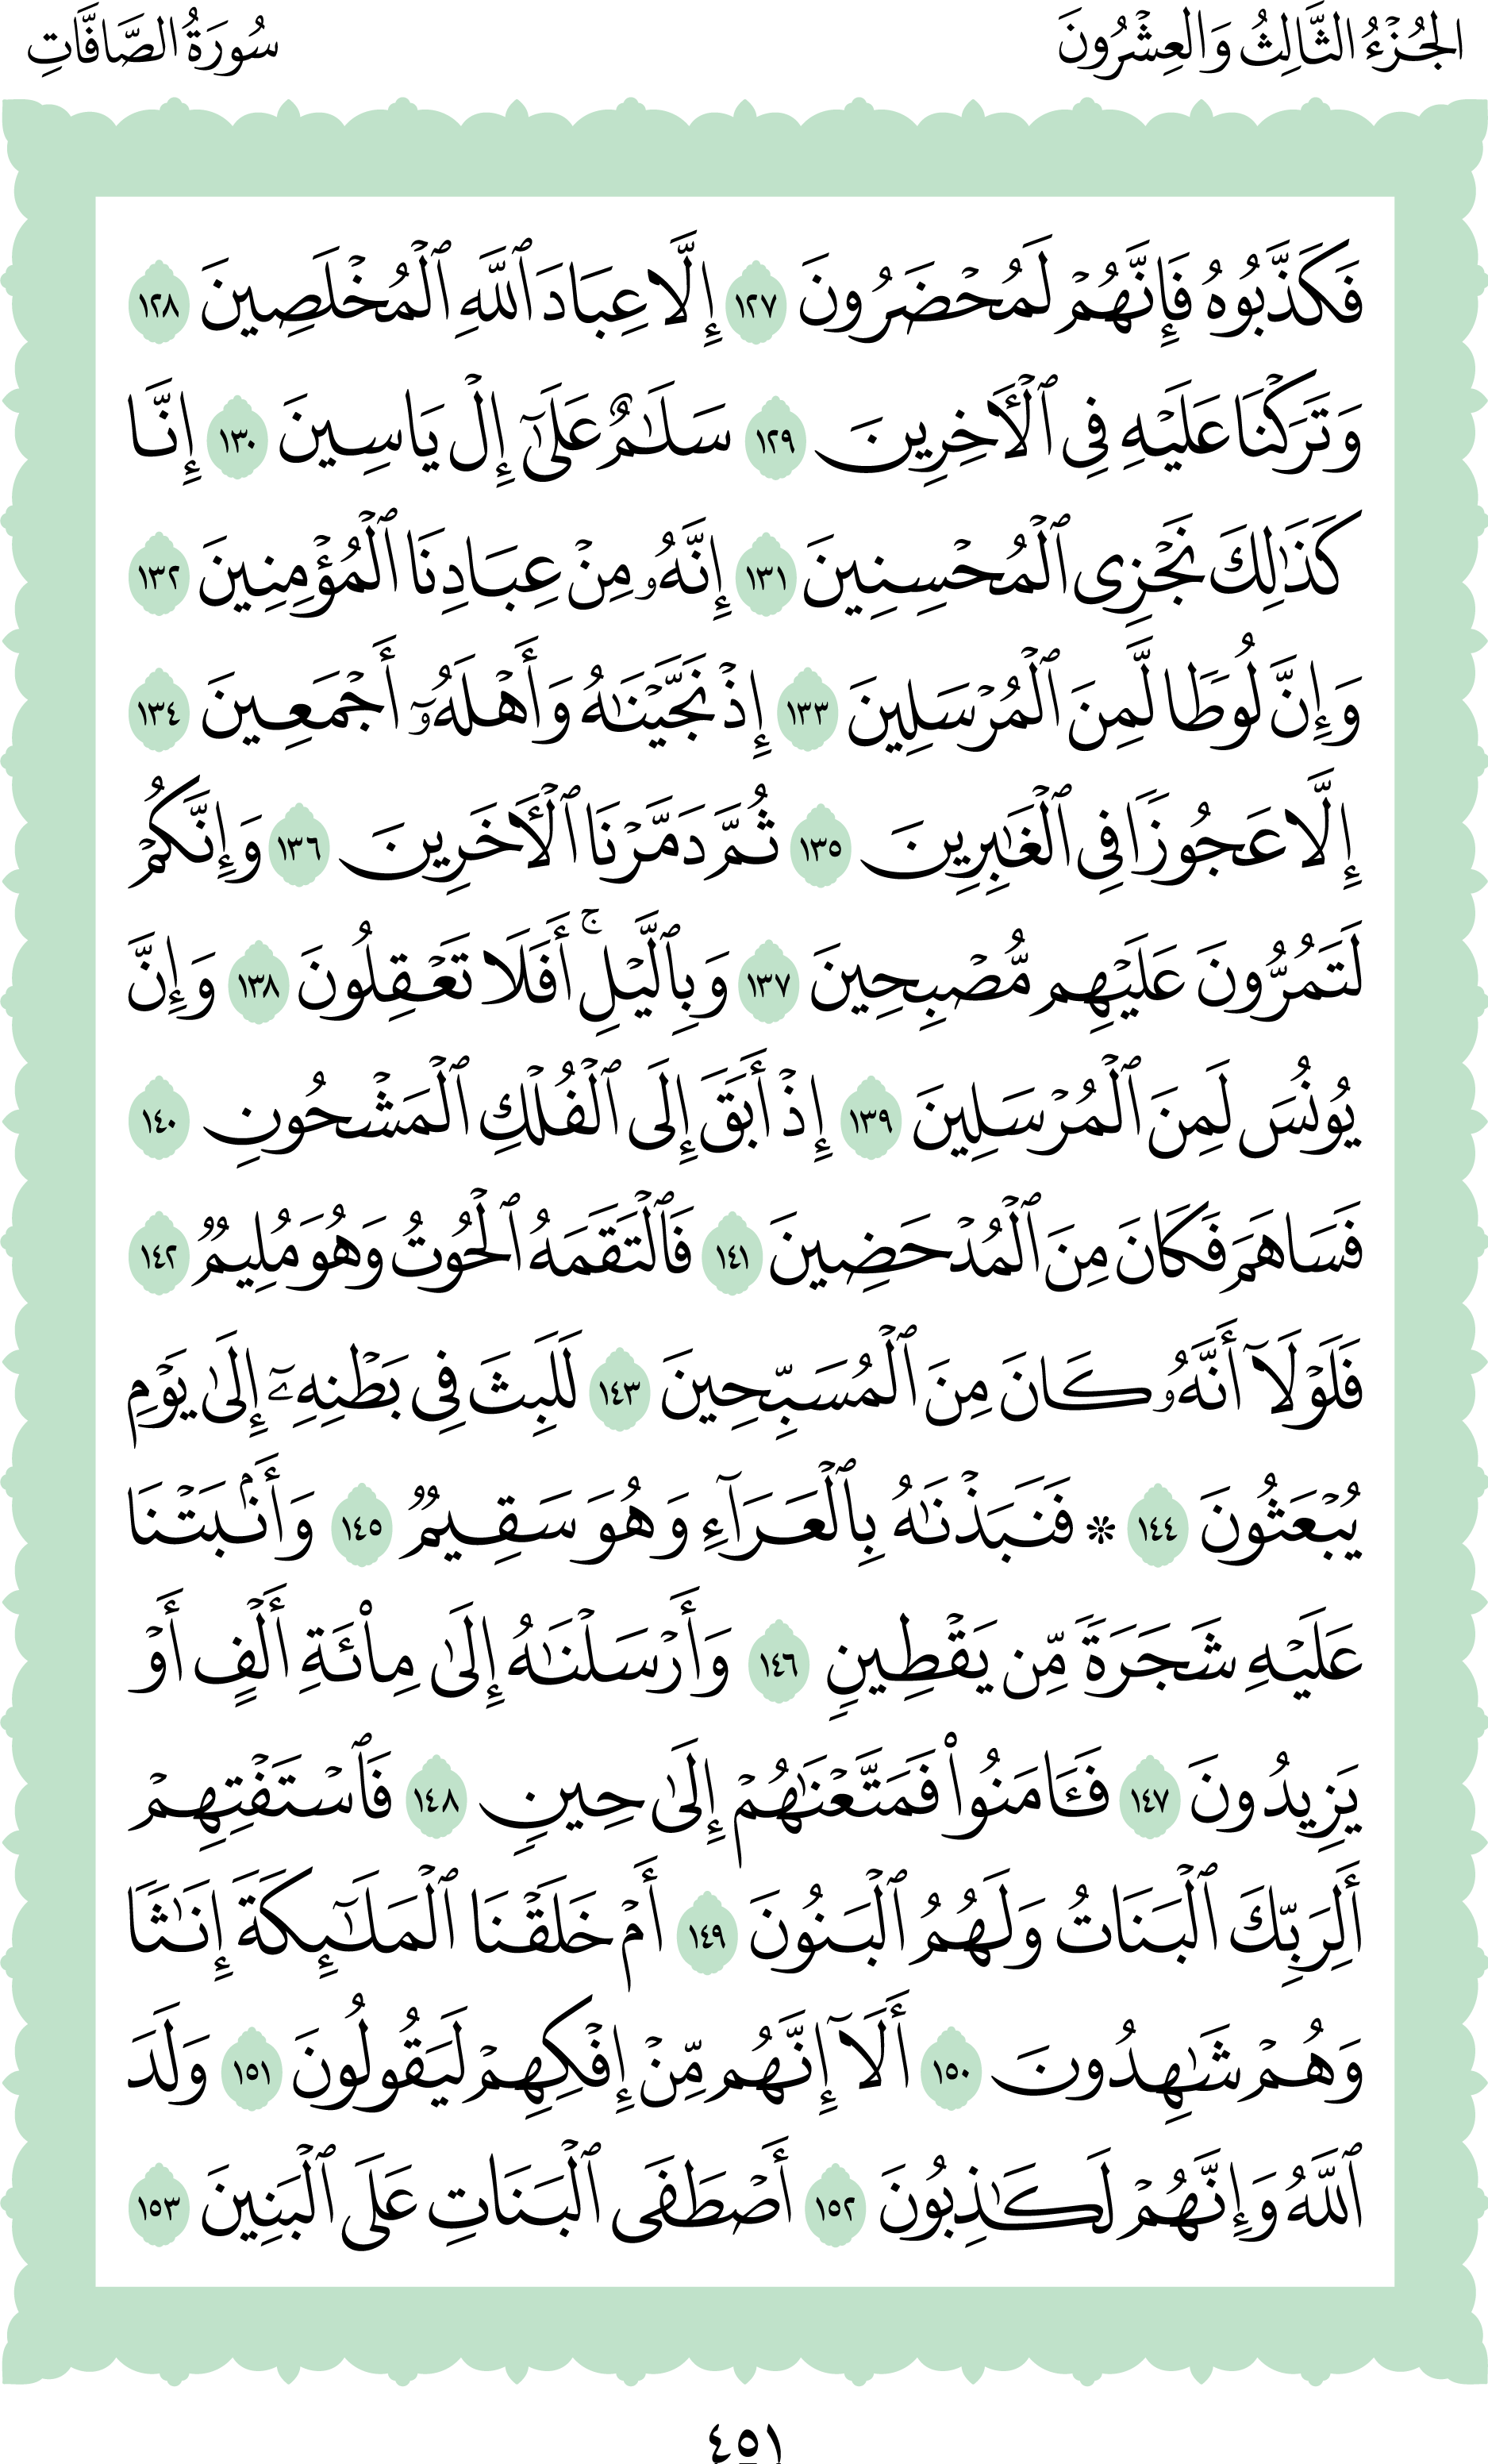 الجُزْءُ الثَّالِثُ وَالعِشْرُونَ
سُورَةُ الصَّافَّاتِ
فَكَذَّبُوهُ فَإِنَّهُمۡ لَمُحۡضَرُونَ ١٢٧ إِلَّا عِبَادَ ٱللَّهِ ٱلۡمُخۡلَصِينَ ١٢٨
وَتَرَكۡنَا عَلَيۡهِ فِي ٱلۡأٓخِرِينَ ١٢٩ سَلَٰمٌ عَلَىٰٓ إِلۡ يَاسِينَ ١٣٠ إِنَّا
كَذَٰلِكَ نَجۡزِي ٱلۡمُحۡسِنِينَ ١٣١ إِنَّهُۥ مِنۡ عِبَادِنَا ٱلۡمُؤۡمِنِينَ ١٣٢
وَإِنَّ لُوطٗا لَّمِنَ ٱلۡمُرۡسَلِينَ ١٣٣ إِذۡ نَجَّيۡنَٰهُ وَأَهۡلَهُۥٓ أَجۡمَعِينَ ١٣٤
إِلَّا عَجُوزٗا فِي ٱلۡغَٰبِرِينَ ١٣٥ ثُمَّ دَمَّرۡنَا ٱلۡأٓخَرِينَ ١٣٦ وَإِنَّكُمۡ
لَتَمُرُّونَ عَلَيۡهِم مُّصۡبِحِينَ ١٣٧ وَبِٱلَّيۡلِۚ أَفَلَا تَعۡقِلُونَ ١٣٨ وَإِنَّ
يُونُسَ لَمِنَ ٱلۡمُرۡسَلِينَ ١٣٩ إِذۡ أَبَقَ إِلَى ٱلۡفُلۡكِ ٱلۡمَشۡحُونِ ١٤٠
فَسَاهَمَ فَكَانَ مِنَ ٱلۡمُدۡحَضِينَ ١٤١ فَٱلۡتَقَمَهُ ٱلۡحُوتُ وَهُوَ مُلِيمٞ ١٤٢
فَلَوۡلَآ أَنَّهُۥ كَانَ مِنَ ٱلۡمُسَبِّحِينَ ١٤٣ لَلَبِثَ فِي بَطۡنِهِۦٓ إِلَىٰ يَوۡمِ
يُبۡعَثُونَ ١٤٤ ۞ فَنَبَذۡنَٰهُ بِٱلۡعَرَآءِ وَهُوَ سَقِيمٞ ١٤٥ وَأَنۢبَتۡنَا
عَلَيۡهِ شَجَرَةٗ مِّن يَقۡطِينٖ ١٤٦ وَأَرۡسَلۡنَٰهُ إِلَىٰ مِاْئَةِ أَلۡفٍ أَوۡ
يَزِيدُونَ ١٤٧ فَـَٔامَنُواْ فَمَتَّعۡنَٰهُمۡ إِلَىٰ حِينٖ ١٤٨ فَٱسۡتَفۡتِهِمۡ
أَلِرَبِّكَ ٱلۡبَنَاتُ وَلَهُمُ ٱلۡبَنُونَ ١٤٩ أَمۡ خَلَقۡنَا ٱلۡمَلَٰٓئِكَةَ إِنَٰثٗا
وَهُمۡ شَٰهِدُونَ ١٥٠ أَلَآ إِنَّهُم مِّنۡ إِفۡكِهِمۡ لَيَقُولُونَ ١٥١ وَلَدَ
ٱللَّهُ وَإِنَّهُمۡ لَكَٰذِبُونَ ١٥٢ أَصۡطَفَى ٱلۡبَنَاتِ عَلَى ٱلۡبَنِينَ ١٥٣
٤٥١